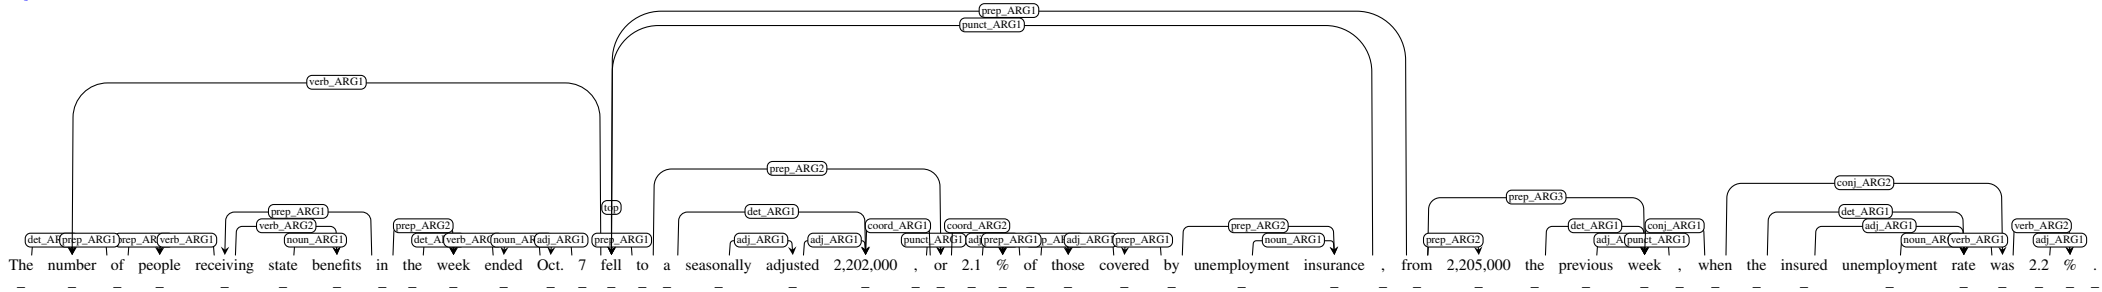 prep_ARG1
punct_ARG1
verb_ARG1
prep_ARG2
conj_ARG2
prep_ARG3
top
prep_ARG1 det_ARG1 det_ARG1
verb_ARG2 prep_ARG2 coord_ARG1 coord_ARG2 prep_ARG2 det_ARG1 conj_ARG1 adj_ARG1 verb_ARG2
prep_ARG1 verb_ARG1 noun_ARG1 adj_ARG1 prep_ARG1 adj_ARG1 adj_ARG1 prep_ARG1 prep_ARG1 noun_ARG1 prep_ARG2 punct_ARG1 verb_ARG1 adj_ARG1
The number of people receiving state benefits in the week ended Oct. 7 fell to a seasonally adjusted 2,202,000 , or 2.1 % of those covered by unemployment insurance , from 2,205,000 the previous week , when the insured unemployment rate was 2.2 % .
_ _ _ _ _ _ _ _ _ _ _ _ _ _ _ _ _ _ _ _ _ _ _ _ _ _ _ _ _ _ _ _ _ _ _ _ _ _ _ _ _ _ _ _